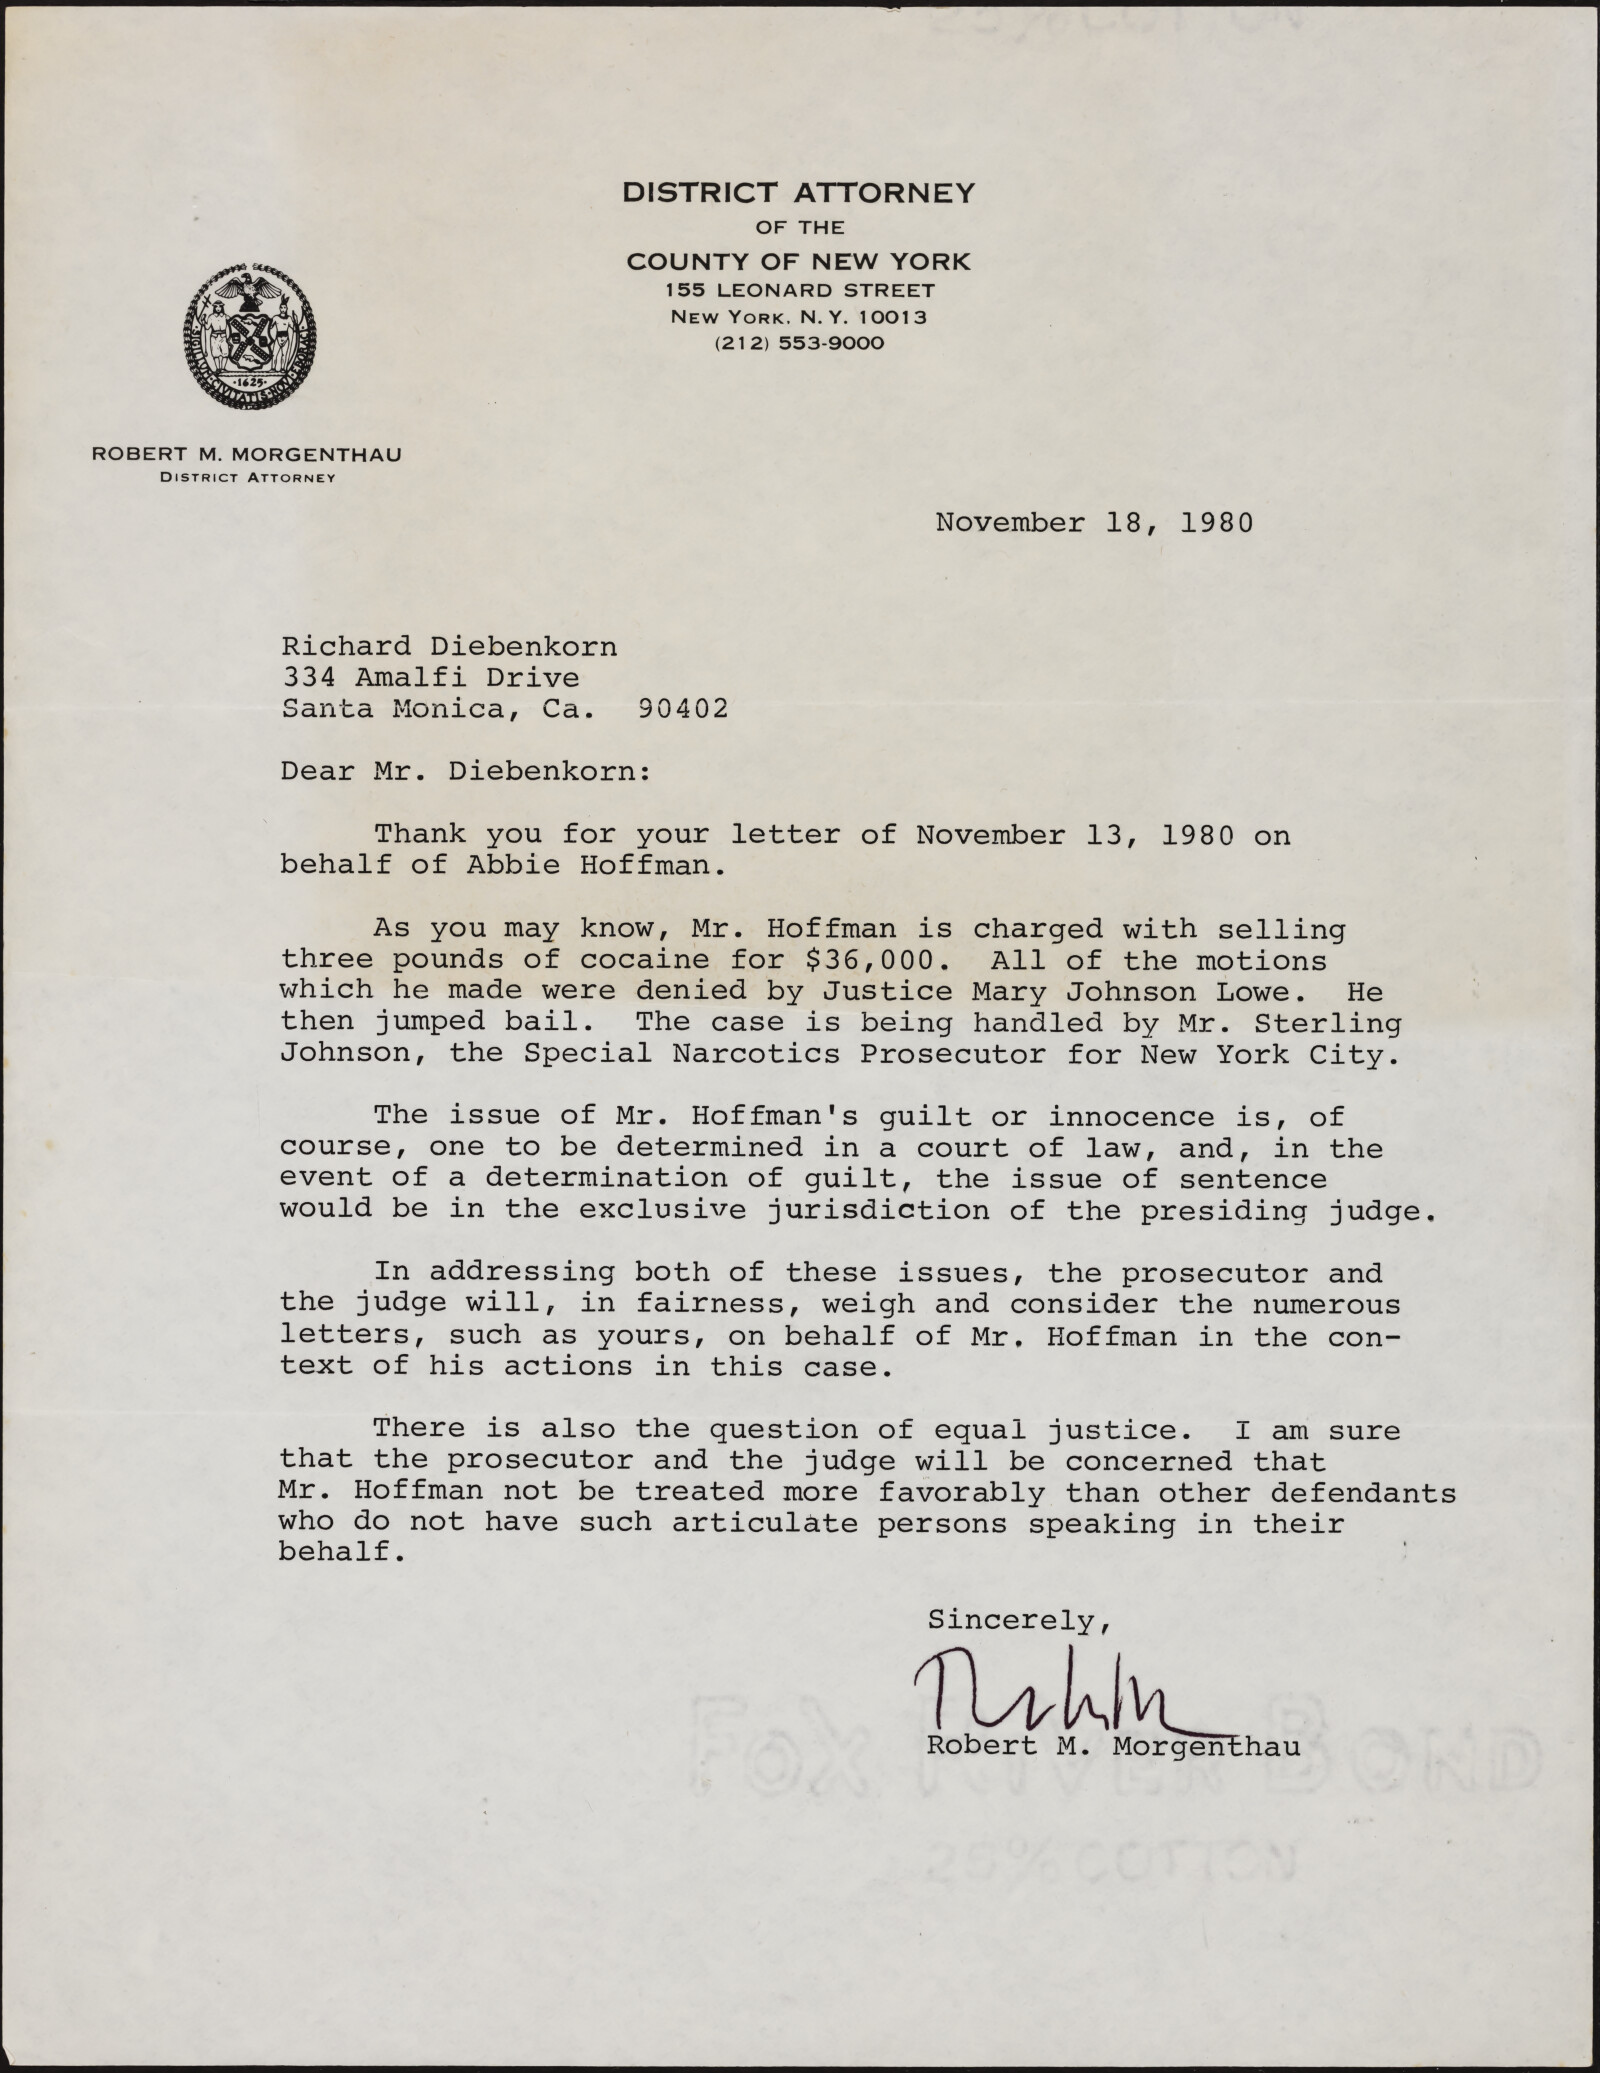 DISTRICT ATTORNEY
OF THE
COUNTY OF NEW YORK
155 LEONARD STREET
NEW YORK, N.Y. 10013
(212) 553-9000
SIGILLUM CIVITATIS NOVI EBORACI
·1625·
ROBERT M. MORGENTHAU
DISTRICT ATTORNEY
November 18, 1980
Richard Diebenkorn
334 Amalfi Drive
Santa Monica, Ca. 90402
Dear Mr. Diebenkorn:
Thank you for your letter of November 13, 1980 on
behalf of Abbie Hoffman.
As you may know, Mr. Hoffman is charged with selling
three pounds of cocaine for $36,000. All of the motions
which he made were denied by Justice Mary Johnson Lowe. He
then jumped bail. The case is being handled by Mr. Sterling
Johnson, the Special Narcotics Prosecutor for New York City.
The issue of Mr. Hoffman's guilt or innocence is, of
course, one to be determined in a court of law, and, in the
event of a determination of guilt, the issue of sentence
would be in the exclusive jurisdiction of the presiding judge.
In addressing both of these issues, the prosecutor and
the judge will, in fairness, weigh and consider the numerous
letters, such as yours, on behalf of Mr. Hoffman in the con-
text of his actions in this case.
There is also the question of equal justice. I am sure
that the prosecutor and the judge will be concerned that
Mr. Hoffman not be treated more favorably than other defendants
who do not have such articulate persons speaking in their
behalf.
Sincerely,
Robert M. Morgenthau
FOX RIVER BOND
COTTON